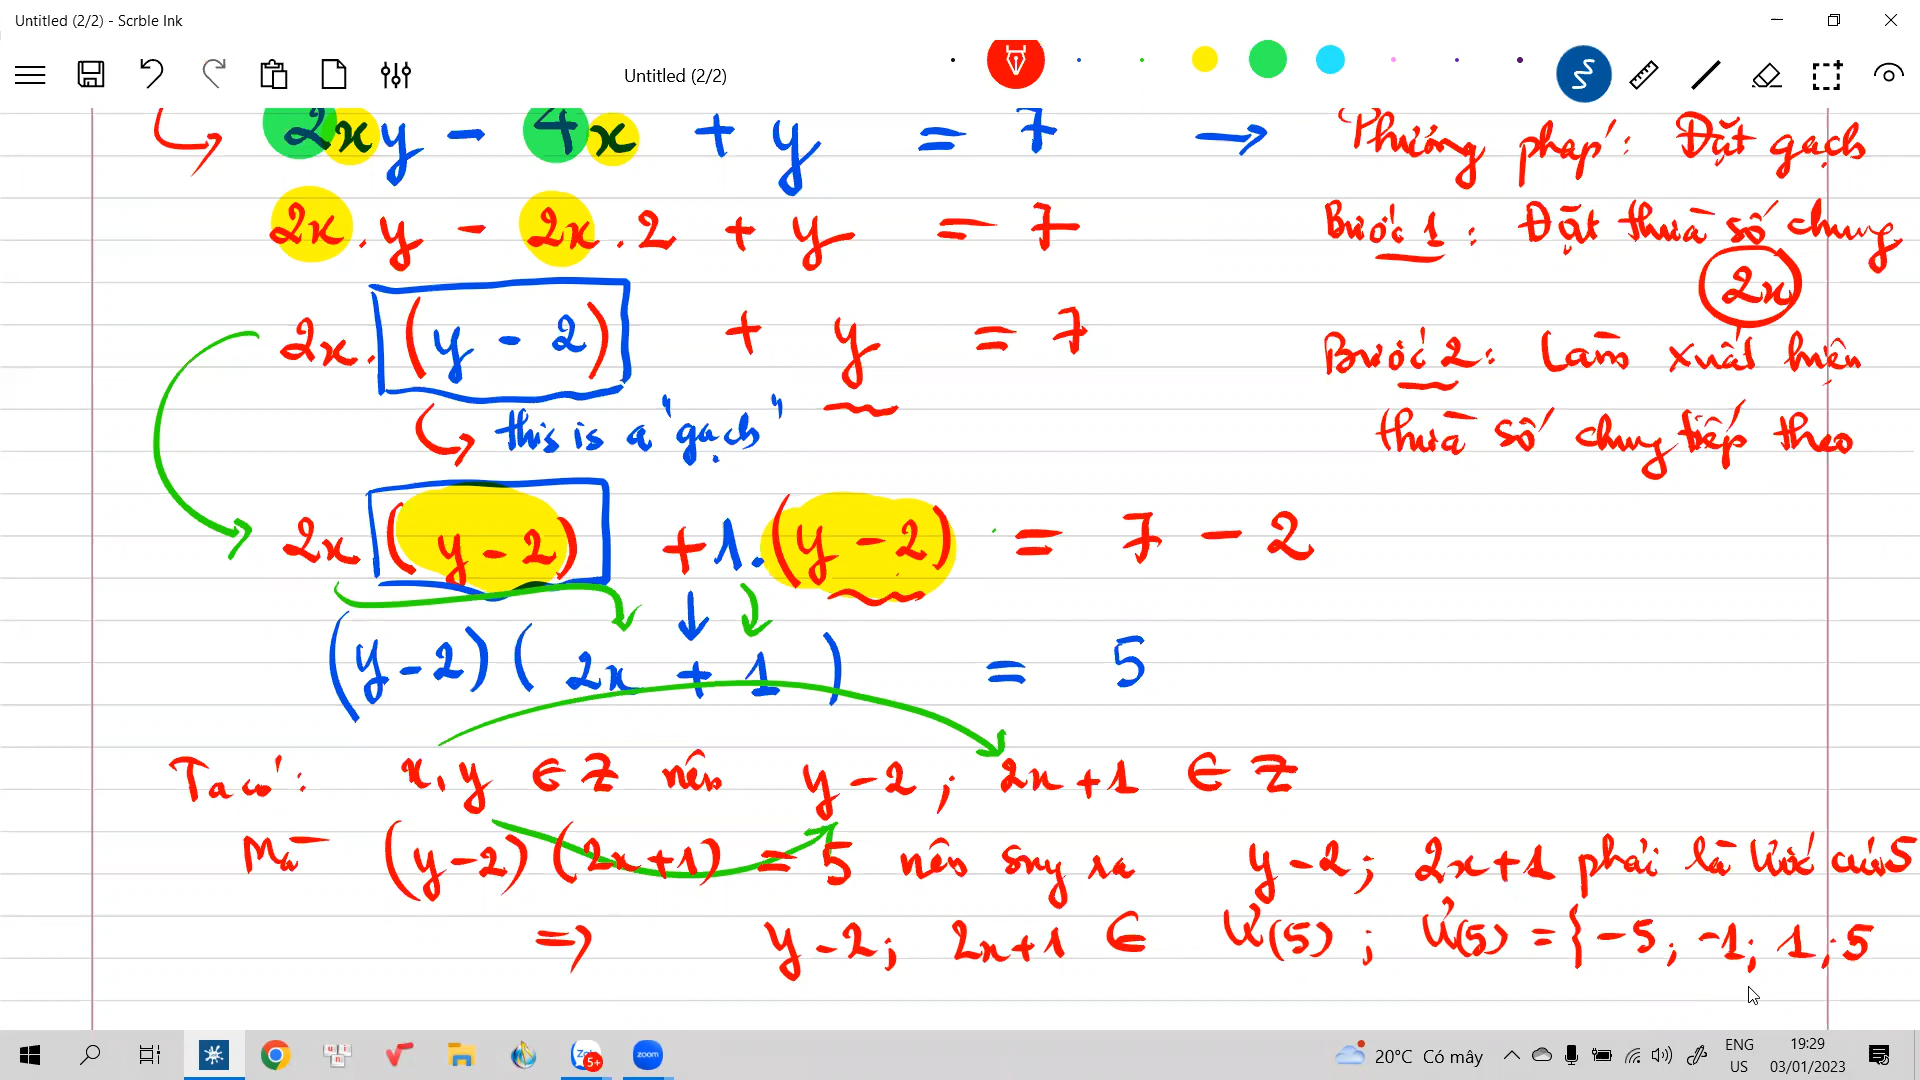 Untitled (2/2) - Scrble Ink
Untitled (2/2)
2xy - 4x + y = 7 → Phương pháp: Đặt gạch
2x.y - 2x.2 + y = 7
Bước 1: Đặt thừa số chung
2x
2x.(y - 2) + y = 7
Bước 2: Làm xuất hiện
thừa số chung tiếp theo
this is a "gạch"
2x (y - 2) + 1.(y - 2) = 7 - 2
(y - 2)(2x + 1) = 5
Ta có: x, y ∈ Z nên y - 2; 2x + 1 ∈ Z
Mà (y - 2)(2x + 1) = 5 nên suy ra y - 2; 2x + 1 phải là Ước của 5
=> y - 2; 2x + 1 ∈ Ư(5); Ư(5) = { -5; -1; 1; 5
5+
zoom
20°C Có mây
ENG
US
19:29
03/01/2023